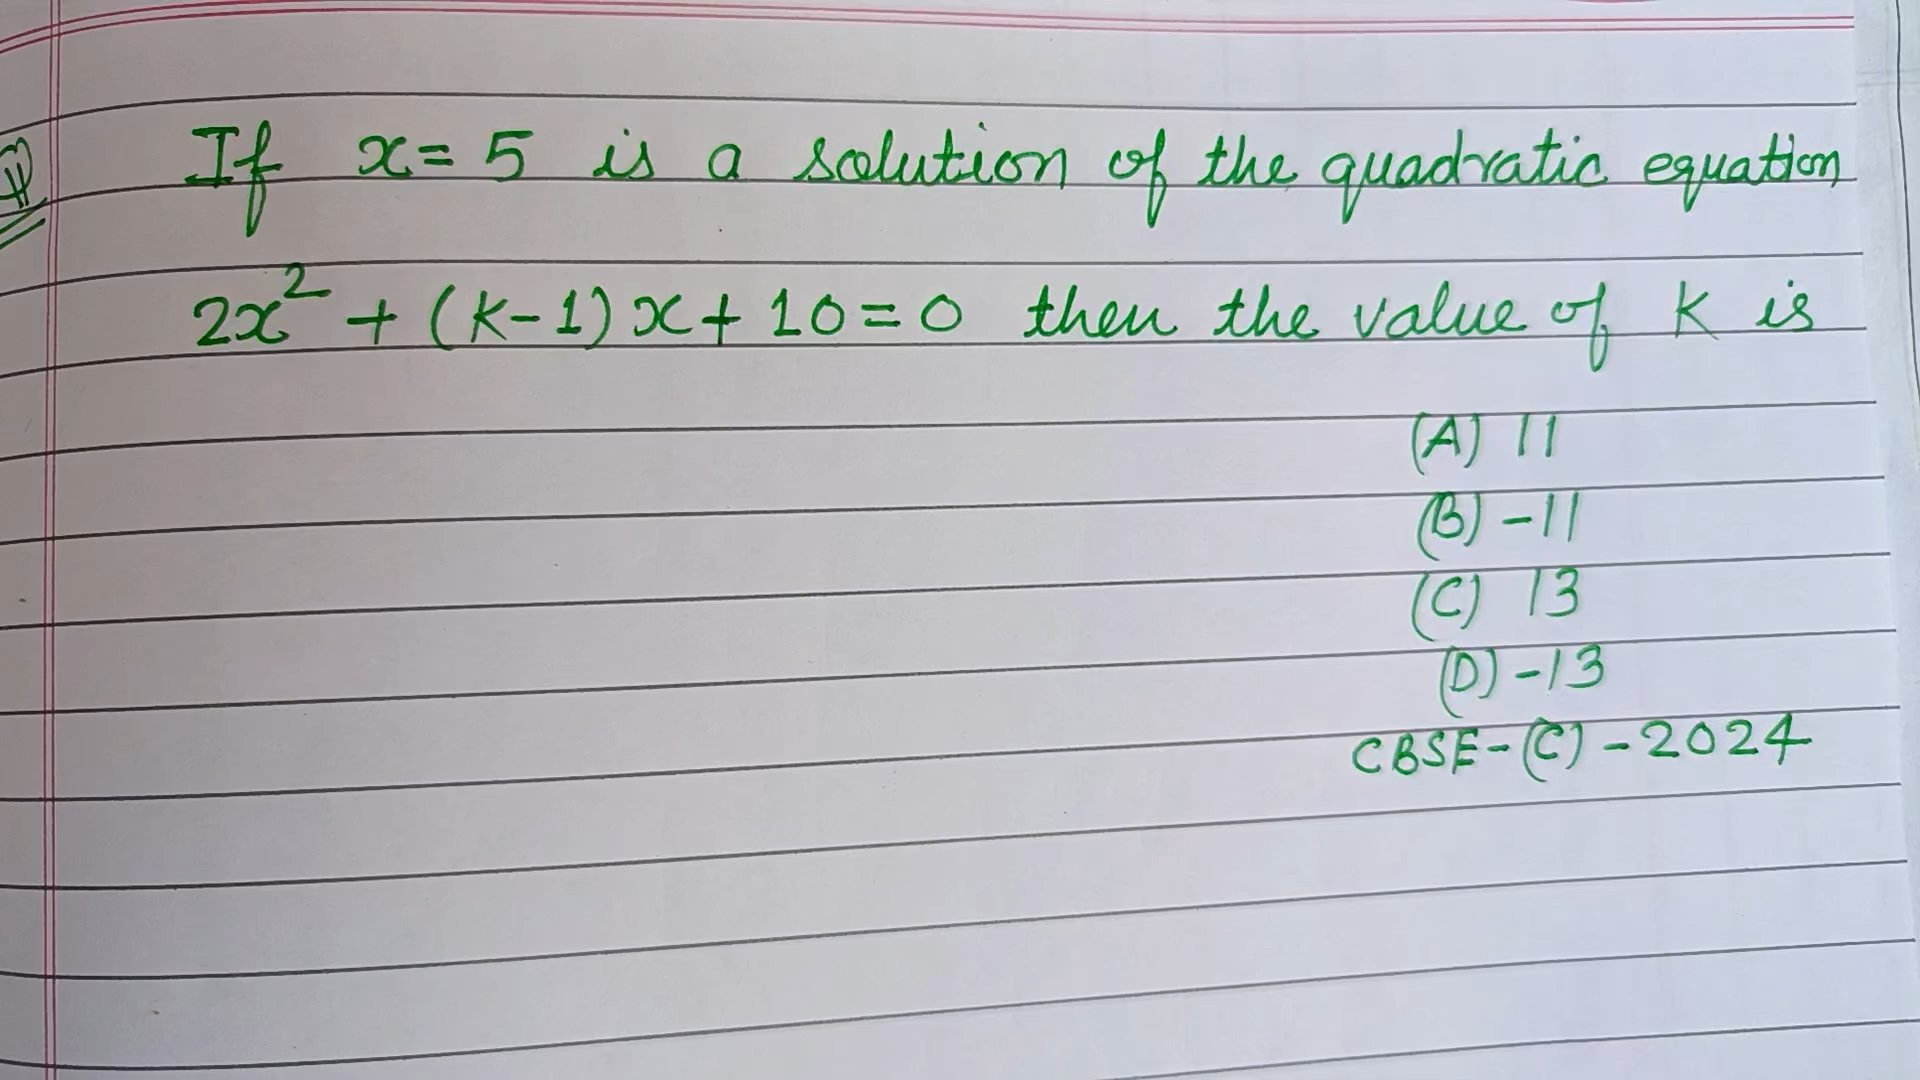 If x = 5 is a solution of the quadratic equation
2x² + (k-1)x + 10 = 0 then the value of k is
(A) 11
(B) -11
(C) 13
(D) -13
CBSE-(C)-2024